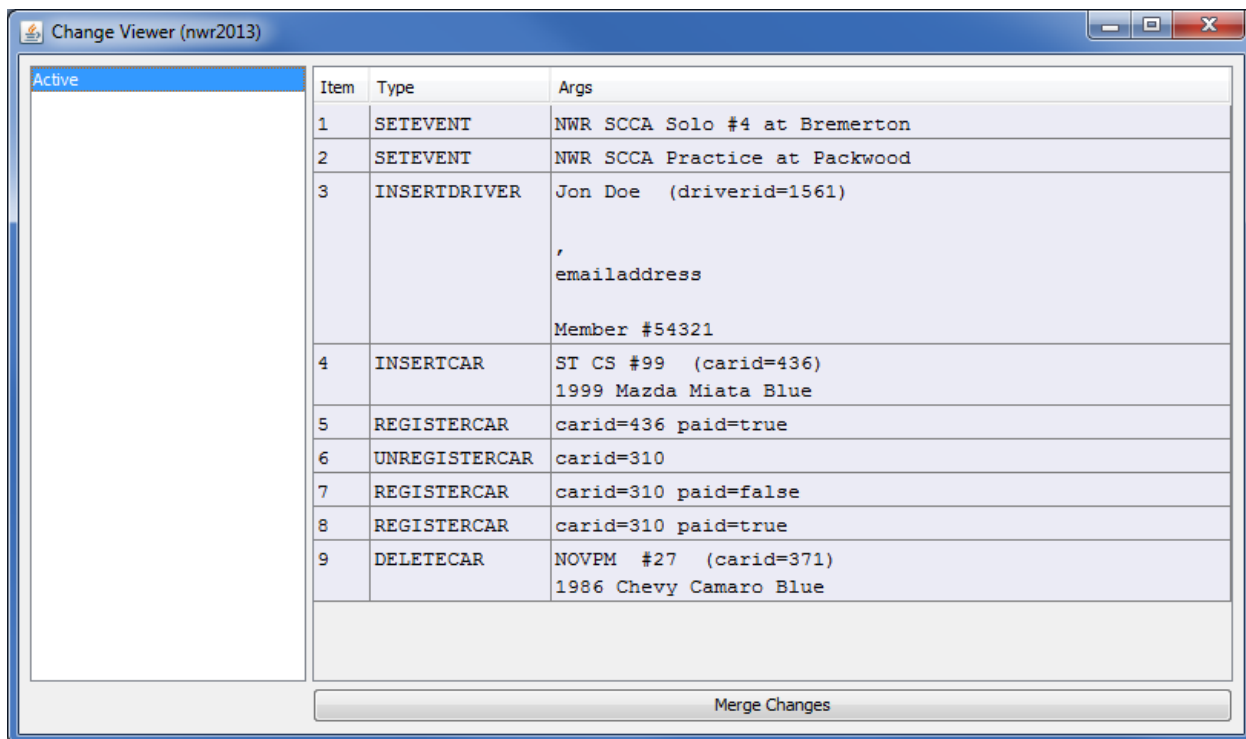 Change Viewer (nwr2013)
Active
Item Type Args
1 SETEVENT NWR SCCA Solo #4 at Bremerton
2 SETEVENT NWR SCCA Practice at Packwood
3 INSERTDRIVER Jon Doe (driverid=1561)
,
emailaddress
Member #54321
4 INSERTCAR ST CS #99 (carid=436)
1999 Mazda Miata Blue
5 REGISTERCAR carid=436 paid=true
6 UNREGISTERCAR carid=310
7 REGISTERCAR carid=310 paid=false
8 REGISTERCAR carid=310 paid=true
9 DELETECAR NOVPM #27 (carid=371)
1986 Chevy Camaro Blue
Merge Changes